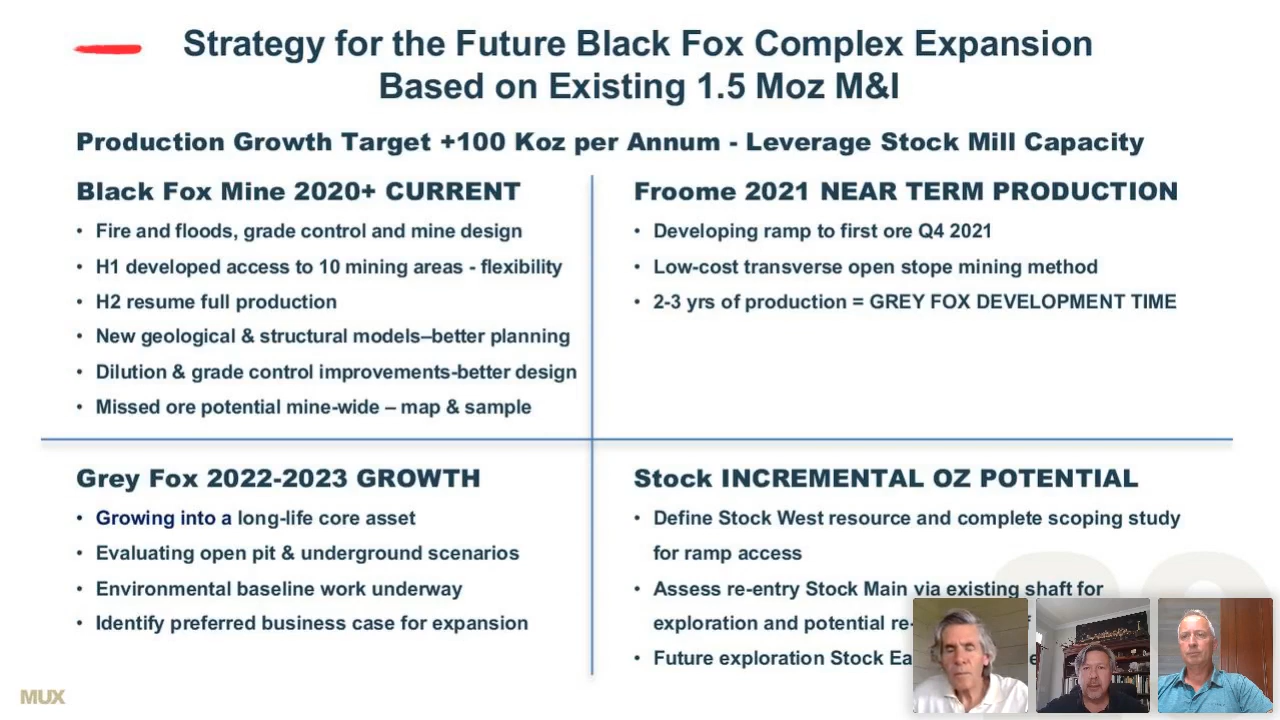 Strategy for the Future Black Fox Complex Expansion
Based on Existing 1.5 Moz M&I
Production Growth Target +100 Koz per Annum - Leverage Stock Mill Capacity
Black Fox Mine 2020+ CURRENT
• Fire and floods, grade control and mine design
• H1 developed access to 10 mining areas - flexibility
• H2 resume full production
• New geological & structural models–better planning
• Dilution & grade control improvements-better design
• Missed ore potential mine-wide – map & sample
Froome 2021 NEAR TERM PRODUCTION
• Developing ramp to first ore Q4 2021
• Low-cost transverse open stope mining method
• 2-3 yrs of production = GREY FOX DEVELOPMENT TIME
Grey Fox 2022-2023 GROWTH
• Growing into a long-life core asset
• Evaluating open pit & underground scenarios
• Environmental baseline work underway
• Identify preferred business case for expansion
Stock INCREMENTAL OZ POTENTIAL
• Define Stock West resource and complete scoping study
for ramp access
• Assess re-entry Stock Main via existing shaft for
exploration and potential
• Future exploration Stock
MUX